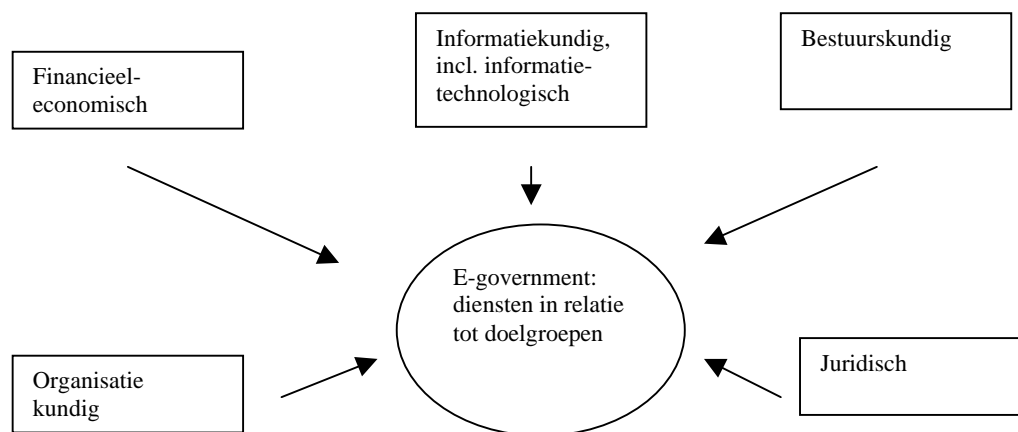 Financieel-
economisch
Informatiekundig,
incl. informatie-
technologisch
Bestuurskundig
E-government:
diensten in relatie
tot doelgroepen
Organisatie
kundig
Juridisch